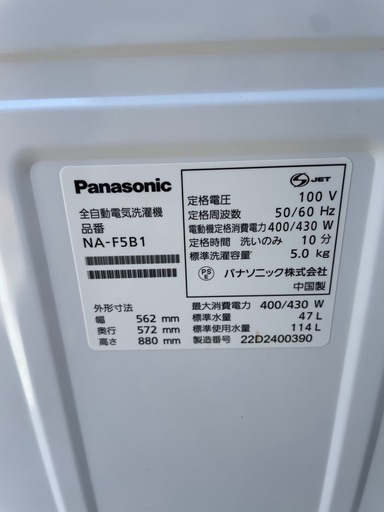 Panasonic
全自動電気洗濯機
品番
NA-F5B1
外形寸法
幅 562 mm
奥行 572 mm
高さ 880 mm
S JET
定格電圧 100 V
定格周波数 50/60 Hz
電動機定格消費電力 400/430 W
定格時間 洗いのみ 10 分
標準洗濯容量 5.0 kg
PS E パナソニック株式会社
中国製
最大消費電力 400/430 W
標準水量 47 L
標準使用水量 114 L
製造番号 22D2400390